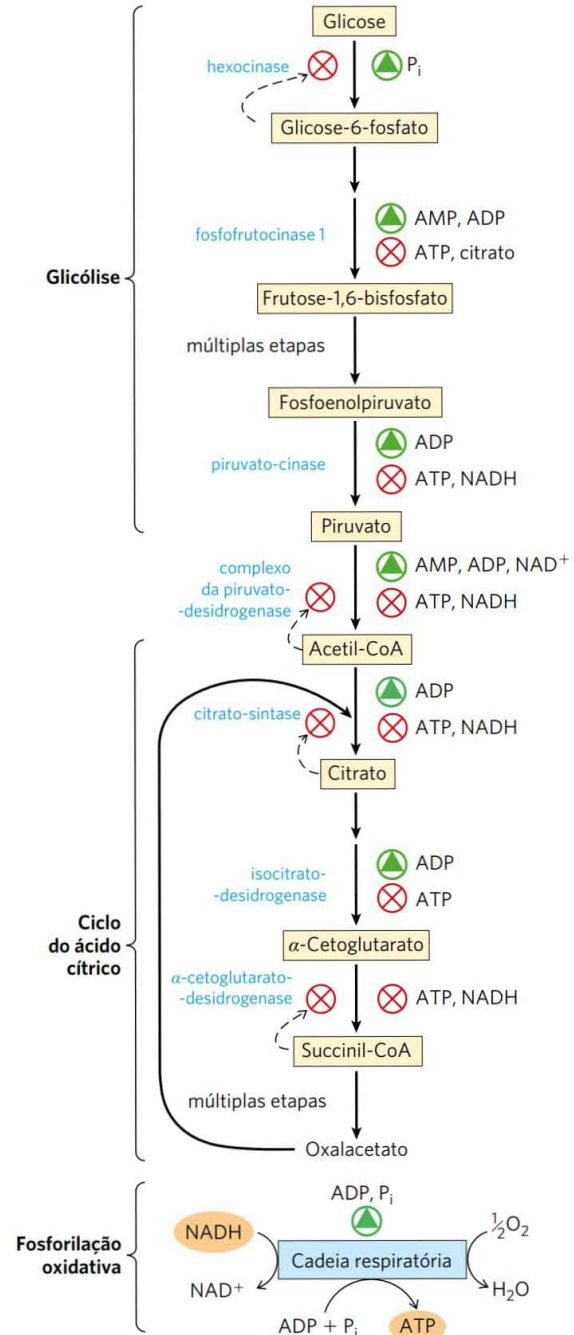 Glicose
hexocinase
P_i
Glicose-6-fosfato
AMP, ADP
fosfofrutocinase 1
ATP, citrato
Glicólise
Frutose-1,6-bisfosfato
múltiplas etapas
Fosfoenolpiruvato
ADP
piruvato-cinase
ATP, NADH
Piruvato
complexo
da piruvato-
-desidrogenase
AMP, ADP, NAD⁺
ATP, NADH
Acetil-CoA
ADP
citrato-sintase
ATP, NADH
Citrato
ADP
isocitrato-
-desidrogenase
ATP
Ciclo
do ácido
cítrico
α-Cetoglutarato
α-cetoglutarato-
-desidrogenase
ATP, NADH
Succinil-CoA
múltiplas etapas
Oxalacetato
ADP, P_i
NADH
½O₂
Fosforilação
oxidativa
Cadeia respiratória
NAD⁺
H₂O
ADP + P_i
ATP